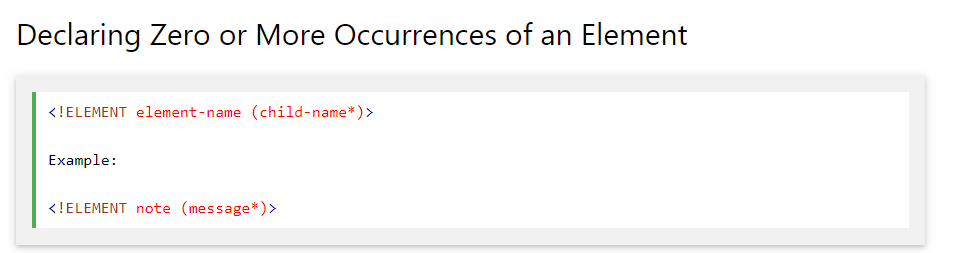 Declaring Zero or More Occurrences of an Element
<!ELEMENT element-name (child-name*)>
Example:
<!ELEMENT note (message*)>